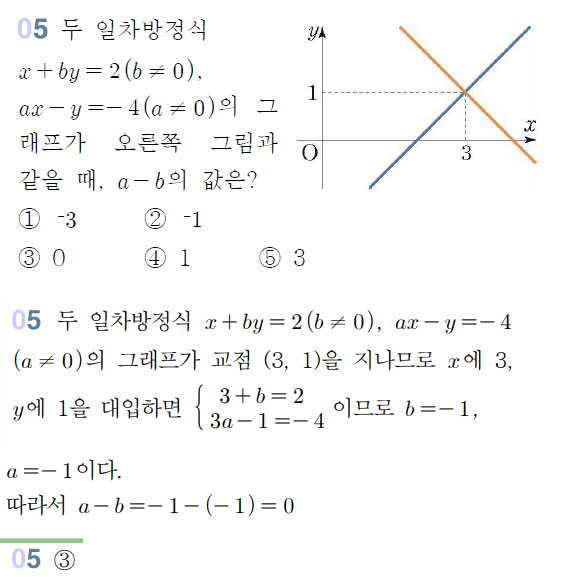 05 두 일차방정식
x+by=2(b≠0),
ax-y=-4(a≠0)의 그
래프가 오른쪽 그림과
같을 때, a-b의 값은?
① -3 ② -1
③ 0 ④ 1 ⑤ 3
y
1
x
O
3
05 두 일차방정식 x+by=2(b≠0), ax-y=-4
(a≠0)의 그래프가 교점 (3, 1)을 지나므로 x에 3,
y에 1을 대입하면 { 3+b=2
3a-1=-4 이므로 b=-1,
a=-1이다.
따라서 a-b=-1-(-1)=0
05 ③